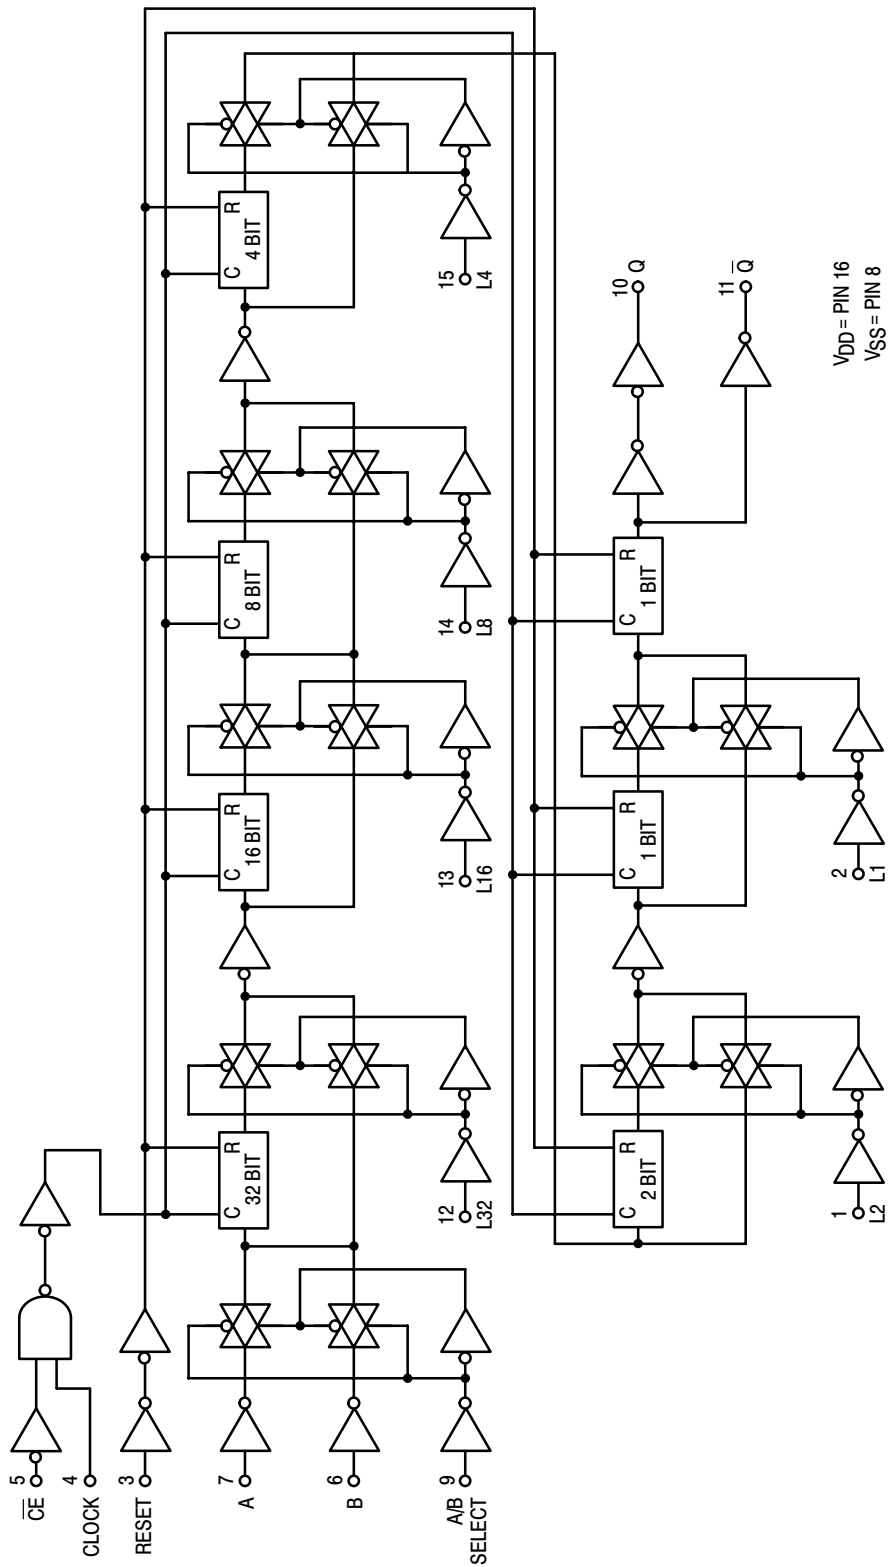 5
CE
4
CLOCK
3
RESET
7
A
6
B
9
A/B
SELECT
C
R
32 BIT
12
L32
C
R
16 BIT
13
L16
C
R
8 BIT
14
L8
C
R
4 BIT
15
L4
C
R
2 BIT
1
L2
C
R
1 BIT
2
L1
C
R
1 BIT
10
Q
11
Q
VDD = PIN 16
VSS = PIN 8